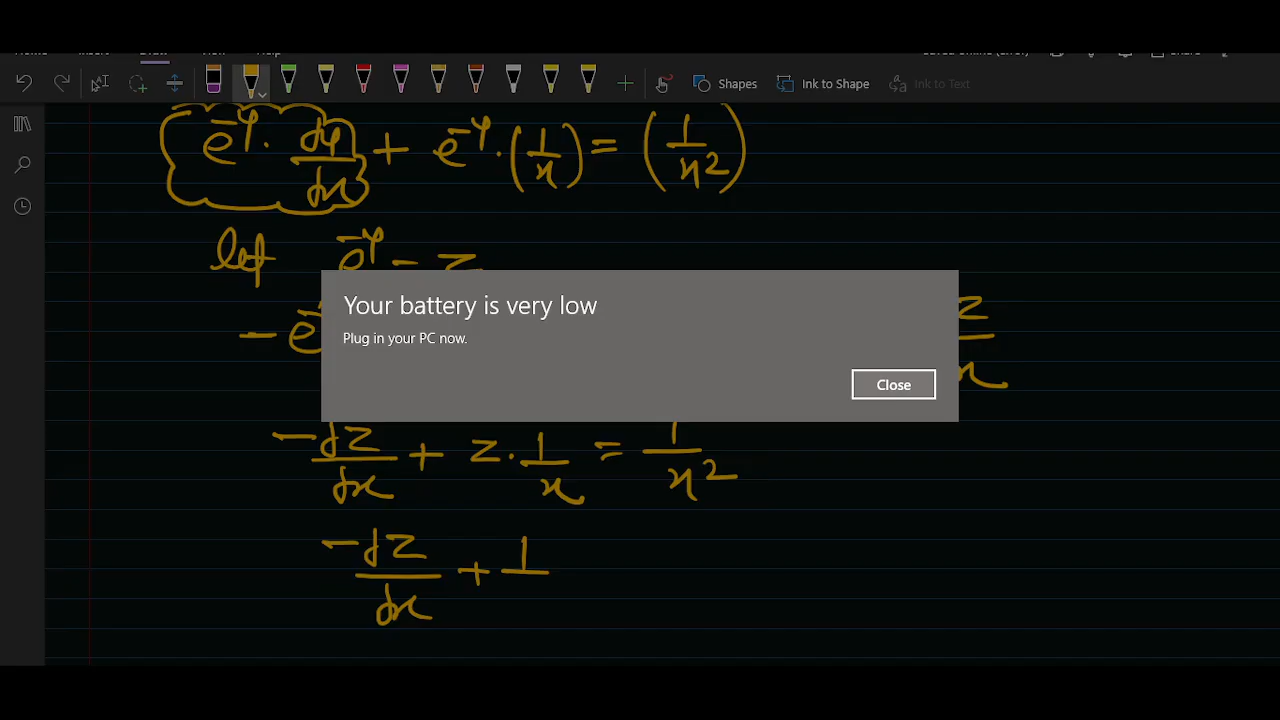 Shapes Ink to Shape Ink to Text
e^-y · dy/dx + e^-y · (1/x) = (1/x²)
let e^-y = z
Your battery is very low
Plug in your PC now.
Close
-dz/dx + z · 1/x = 1/x²
-dz/dx + 1